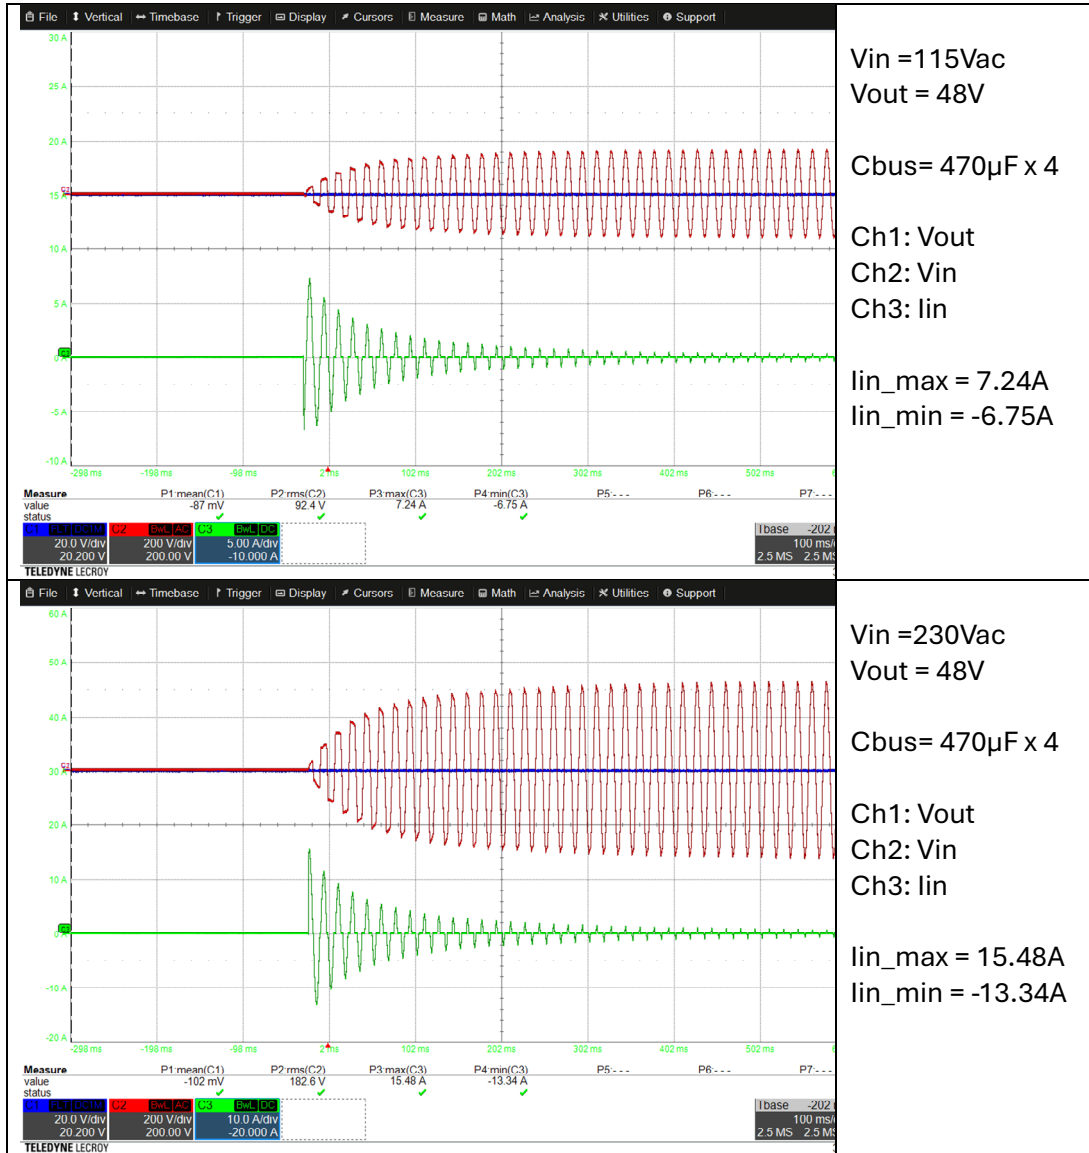 File Vertical Timebase Trigger Display Cursors Measure Math Analysis Utilities Support
30 A
25 A
20 A
15 A
10 A
5 A
0 A
-5 A
-10 A
C3
-298 ms -198 ms -98 ms 2 ms 102 ms 202 ms 302 ms 402 ms 502 ms
Measure P1:mean(C1) P2:rms(C2) P3:max(C3) P4:min(C3) P5:- - - P6:- - - P7:- - -
value -87 mV 92.4 V 7.24 A -6.75 A
status
C1 C2 BwL AC C3 BwL DC Tbase -202
20.0 V/div 200 V/div 5.00 A/div 100 ms/
20.200 V 200.00 V -10.000 A 2.5 MS 2.5 MS
TELEDYNE LECROY
Vin =115Vac
Vout = 48V
Cbus= 470µF x 4
Ch1: Vout
Ch2: Vin
Ch3: Iin
Iin_max = 7.24A
Iin_min = -6.75A
File Vertical Timebase Trigger Display Cursors Measure Math Analysis Utilities Support
60 A
50 A
40 A
30 A
20 A
10 A
0 A
-10 A
-20 A
-298 ms -198 ms -98 ms 2 ms 102 ms 202 ms 302 ms 402 ms 502 ms
Measure P1:mean(C1) P2:rms(C2) P3:max(C3) P4:min(C3) P5:- - - P6:- - - P7:- - -
value -102 mV 182.6 V 15.48 A -13.34 A
status
C1 C2 BwL AC C3 BwL DC Tbase -202
20.0 V/div 200 V/div 10.0 A/div 100 ms/
20.200 V 200.00 V -20.000 A 2.5 MS 2.5 MS
TELEDYNE LECROY
Vin =230Vac
Vout = 48V
Cbus= 470µF x 4
Ch1: Vout
Ch2: Vin
Ch3: Iin
Iin_max = 15.48A
Iin_min = -13.34A